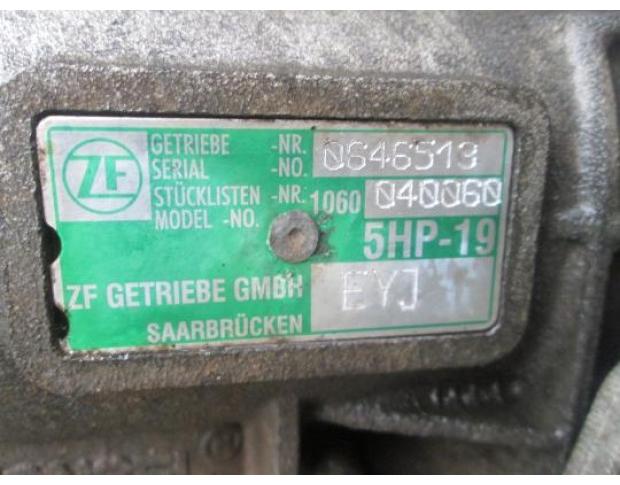 ZF
GETRIEBE -NR. 0646513
SERIAL -NO.
STÜCKLISTEN -NR. 1060 040060
MODEL -NO.
5HP-19
ZF GETRIEBE GMBH EYJ
SAARBRÜCKEN